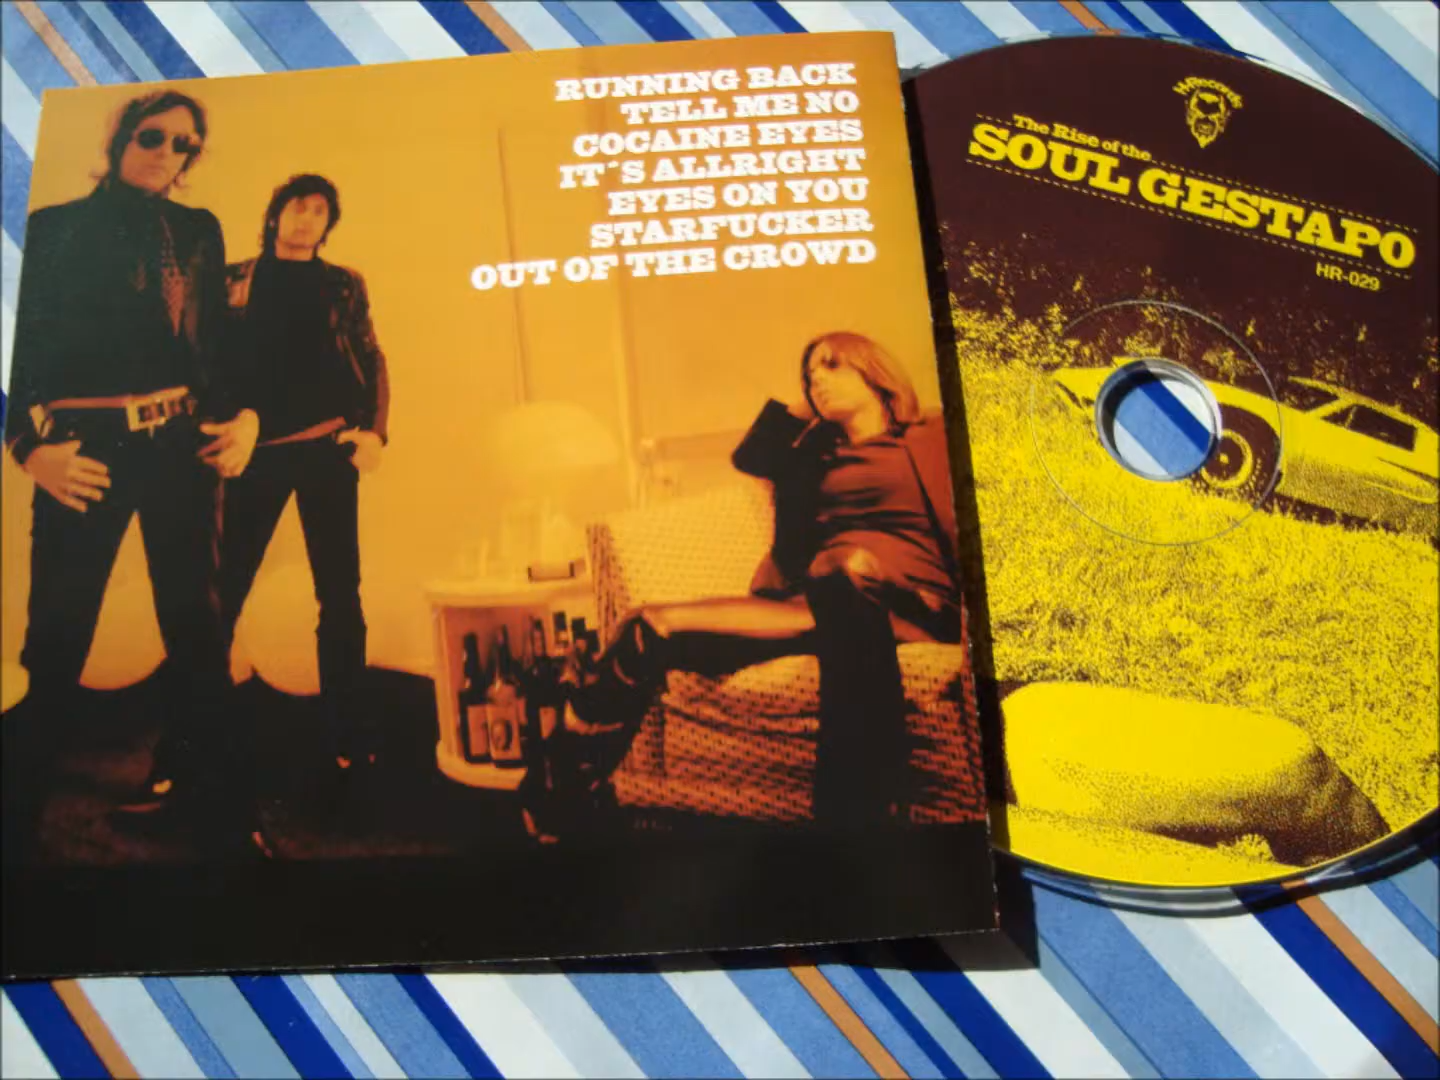 RUNNING BACK
TELL ME NO
COCAINE EYES
IT´S ALLRIGHT
EYES ON YOU
STARFUCKER
OUT OF THE CROWD
H-Records
The Rise of the
SOUL GESTAPO
HR-029